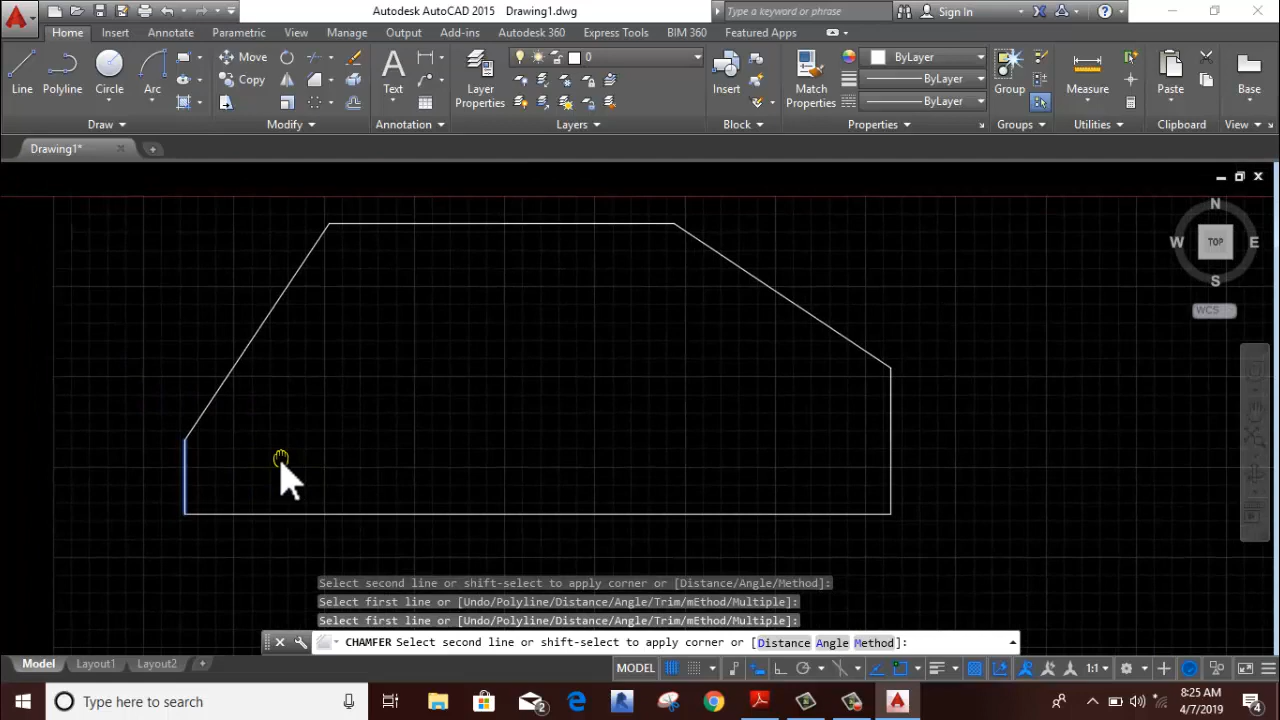 Autodesk AutoCAD 2015 Drawing1.dwg
Type a keyword or phrase
Sign In
Home Insert Annotate Parametric View Manage Output Add-ins Autodesk 360 Express Tools BIM 360 Featured Apps
Move
0
ByLayer
Copy
ByLayer
Line Polyline Circle Arc
Text
Layer Properties
Insert
Match Properties
ByLayer
Group Measure Paste Base
Draw Modify Annotation Layers Block Properties Groups Utilities Clipboard View
Drawing1*
N
W TOP E
S
WCS
Select second line or shift-select to apply corner or [Distance/Angle/Method]:
Select first line or [Undo/Polyline/Distance/Angle/Trim/mEthod/Multiple]:
Select first line or [Undo/Polyline/Distance/Angle/Trim/mEthod/Multiple]:
CHAMFER Select second line or shift-select to apply corner or [Distance Angle Method]:
Model Layout1 Layout2 +
MODEL 1:1
Type here to search
2
8:25 AM
4/7/2019
4